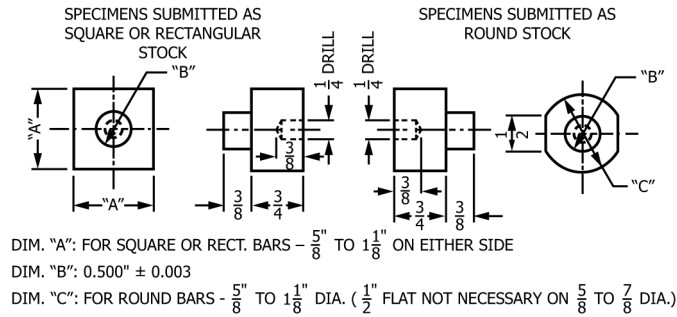 SPECIMENS SUBMITTED AS
SQUARE OR RECTANGULAR
STOCK
SPECIMENS SUBMITTED AS
ROUND STOCK
"B"
1/4 DRILL
1/4 DRILL
"B"
"A"
1/2
3/8
3/8
"C"
"A"
3/8
3/4
3/4
3/8
DIM. "A": FOR SQUARE OR RECT. BARS – 5/8" TO 1 1/8" ON EITHER SIDE
DIM. "B": 0.500" ± 0.003
DIM. "C": FOR ROUND BARS - 5/8" TO 1 1/8" DIA. ( 1/2" FLAT NOT NECESSARY ON 5/8 TO 7/8 DIA.)